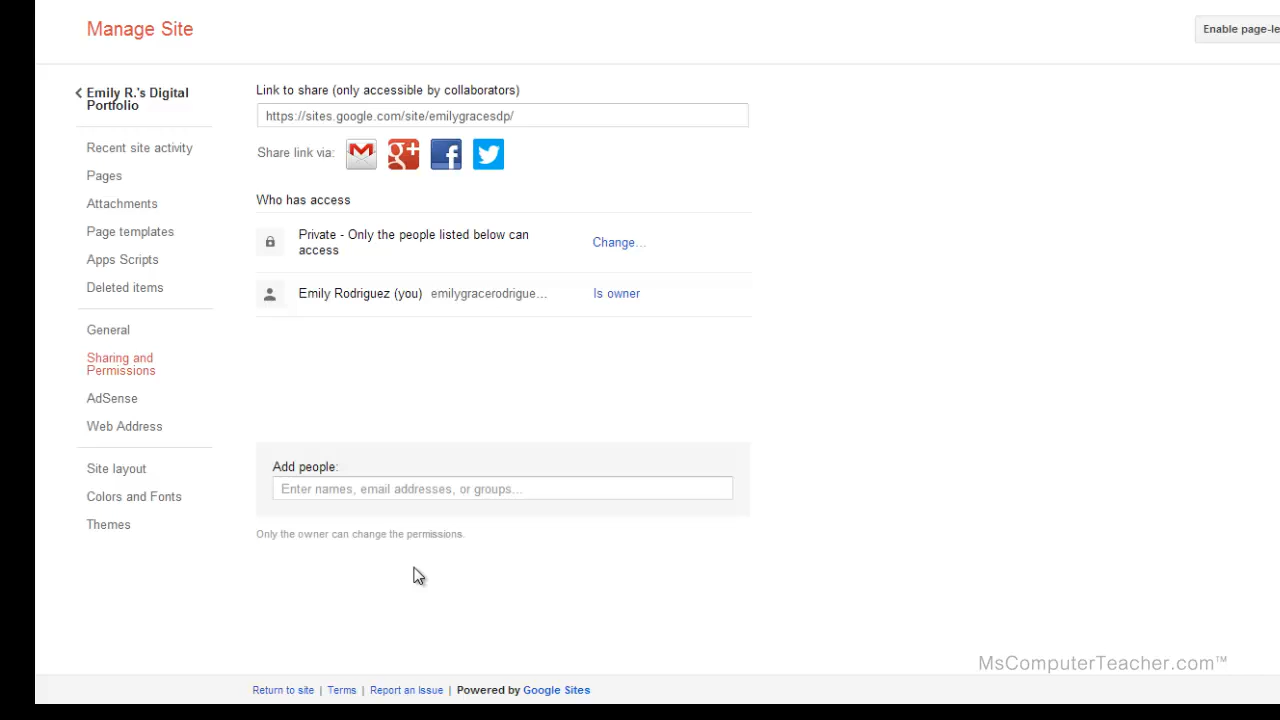 Manage Site
Enable page-le
Emily R.'s Digital
Portfolio
Recent site activity
Pages
Attachments
Page templates
Apps Scripts
Deleted items
General
Sharing and
Permissions
AdSense
Web Address
Site layout
Colors and Fonts
Themes
Link to share (only accessible by collaborators)
https://sites.google.com/site/emilygracesdp/
Share link via:
Who has access
Private - Only the people listed below can
access
Change...
Emily Rodriguez (you) emilygracerodrigue... Is owner
Add people:
Enter names, email addresses, or groups...
Only the owner can change the permissions.
MsComputerTeacher.com™
Return to site | Terms | Report an Issue | Powered by Google Sites